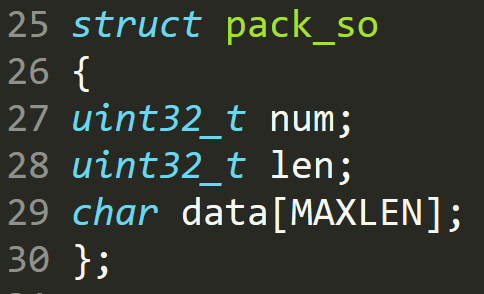 25 struct pack_so
26 {
27 uint32_t num;
28 uint32_t len;
29 char data[MAXLEN];
30 };